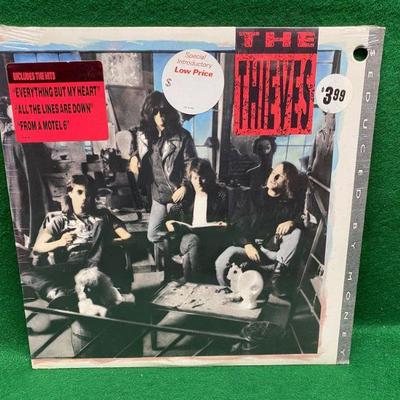 INCLUDES THE HITS
"EVERYTHING BUT MY HEART"
"ALL THE LINES ARE DOWN"
"FROM A MOTEL 6"
Special
Introductory
Low Price
$
THE
THIEVES
$3.99
SEDUCED BY MONEY